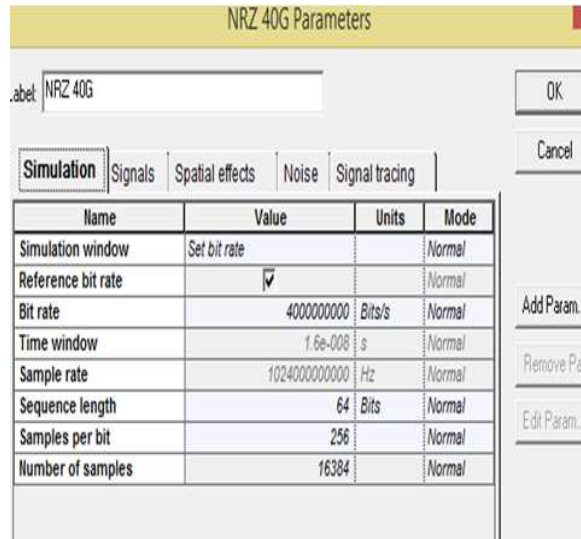 NRZ 40G Parameters
.abel: NRZ 40G
OK
Cancel
Simulation Signals Spatial effects Noise Signal tracing
Name Value Units Mode
Simulation window Set bit rate Normal
Reference bit rate Normal
Bit rate 4000000000 Bits/s Normal
Time window 1.6e-008 s Normal
Sample rate 1024000000000 Hz Normal
Sequence length 64 Bits Normal
Samples per bit 256 Normal
Number of samples 16384 Normal
Add Param.
Remove Pa
Edit Param..